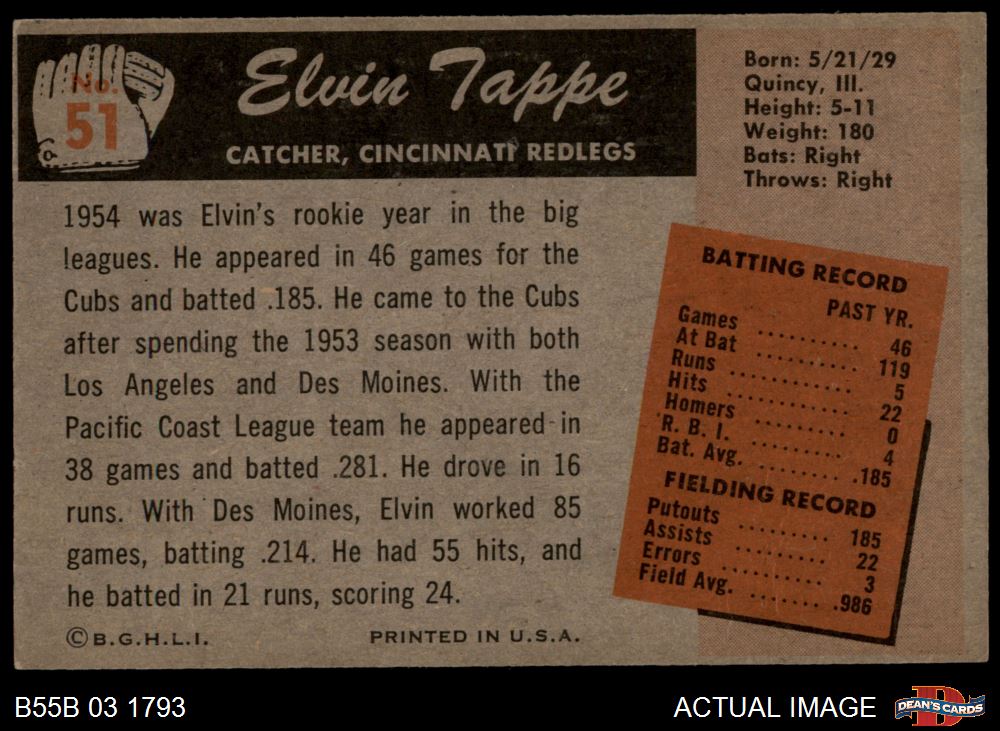 No.
51
Elvin Tappe
CATCHER, CINCINNATI REDLEGS
Born: 5/21/29
Quincy, Ill.
Height: 5-11
Weight: 180
Bats: Right
Throws: Right
1954 was Elvin's rookie year in the big
leagues. He appeared in 46 games for the
Cubs and batted .185. He came to the Cubs
after spending the 1953 season with both
Los Angeles and Des Moines. With the
Pacific Coast League team he appeared in
38 games and batted .281. He drove in 16
runs. With Des Moines, Elvin worked 85
games, batting .214. He had 55 hits, and
he batted in 21 runs, scoring 24.
©B.G.H.L.I. PRINTED IN U.S.A.
BATTING RECORD
PAST YR.
Games ......... 46
At Bat .......... 119
Runs ........... 5
Hits ........... 22
Homers ......... 0
R. B. I. ......... 4
Bat. Avg. ....... .185
FIELDING RECORD
Putouts ........ 185
Assists ........ 22
Errors .......... 3
Field Avg. ....... .986
B55B 03 1793
ACTUAL IMAGE
D
DEAN'S CARDS